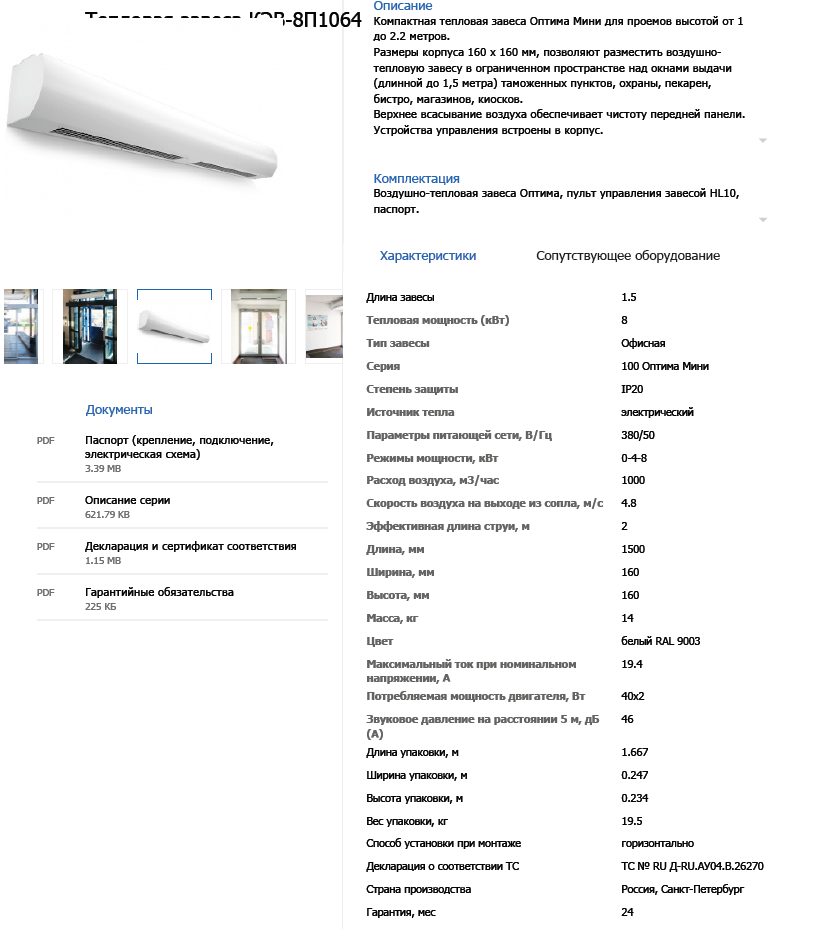 Тепловая завеса КЭВ-8П1064
Документы
PDF
Паспорт (крепление, подключение,
электрическая схема)
3.39 MB
PDF
Описание серии
621.79 KB
PDF
Декларация и сертификат соответствия
1.15 MB
PDF
Гарантийные обязательства
225 КБ
Описание
Компактная тепловая завеса Оптима Мини для проемов высотой от 1
до 2.2 метров.
Размеры корпуса 160 x 160 мм, позволяют разместить воздушно-
тепловую завесу в ограниченном пространстве над окнами выдачи
(длинной до 1,5 метра) таможенных пунктов, охраны, пекарен,
бистро, магазинов, киосков.
Верхнее всасывание воздуха обеспечивает чистоту передней панели.
Устройства управления встроены в корпус.
Комплектация
Воздушно-тепловая завеса Оптима, пульт управления завесой HL10,
паспорт.
Характеристики Сопутствующее оборудование
Длина завесы 1.5
Тепловая мощность (кВт) 8
Тип завесы Офисная
Серия 100 Оптима Мини
Степень защиты IP20
Источник тепла электрический
Параметры питающей сети, В/Гц 380/50
Режимы мощности, кВт 0-4-8
Расход воздуха, м3/час 1000
Скорость воздуха на выходе из сопла, м/с 4.8
Эффективная длина струи, м 2
Длина, мм 1500
Ширина, мм 160
Высота, мм 160
Масса, кг 14
Цвет белый RAL 9003
Максимальный ток при номинальном 19.4
напряжении, А
Потребляемая мощность двигателя, Вт 40x2
Звуковое давление на расстоянии 5 м, дБ 46
(А)
Длина упаковки, м 1.667
Ширина упаковки, м 0.247
Высота упаковки, м 0.234
Вес упаковки, кг 19.5
Способ установки при монтаже горизонтально
Декларация о соответствии ТС ТС № RU Д-RU.АУ04.В.26270
Страна производства Россия, Санкт-Петербург
Гарантия, мес 24